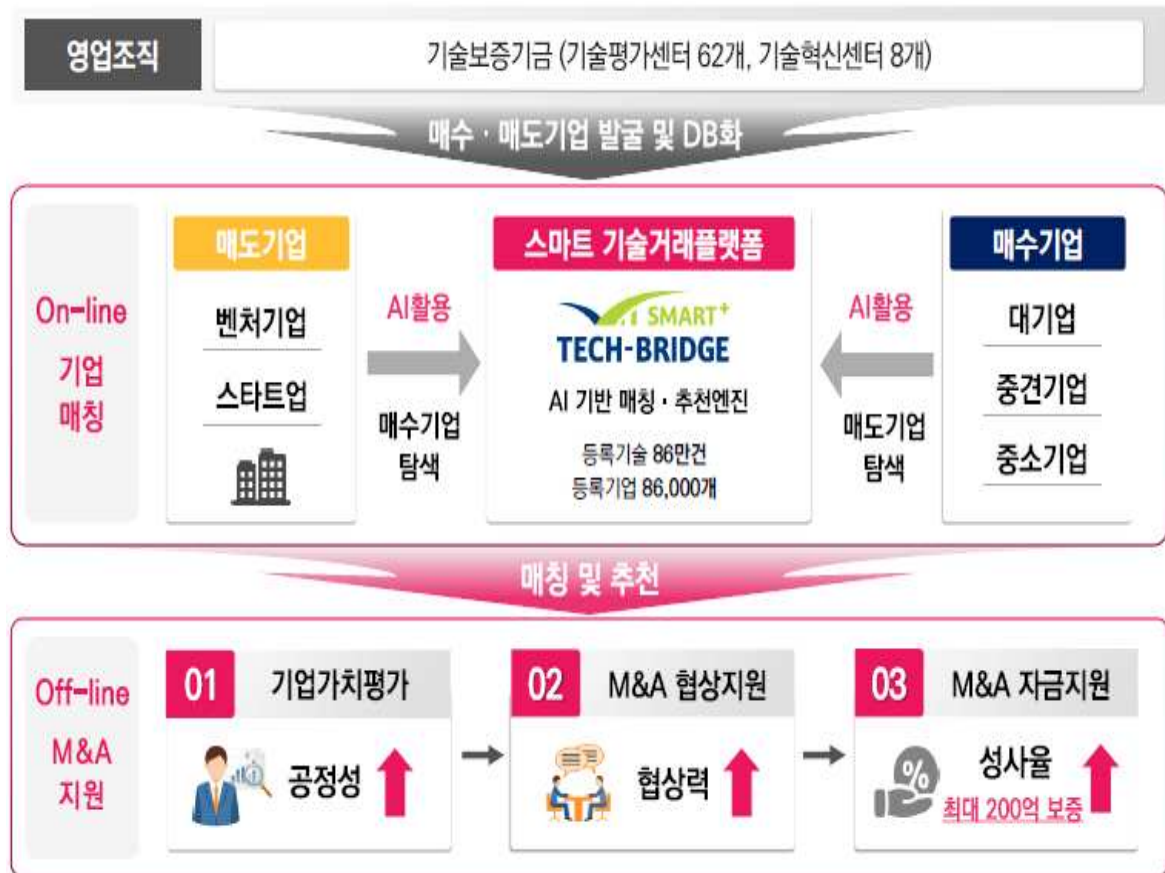 영업조직
기술보증기금 (기술평가센터 62개, 기술혁신센터 8개)
매수 · 매도기업 발굴 및 DB화
On-line
기업
매칭
매도기업
벤처기업
스타트업
AI활용
매수기업
탐색
스마트 기술거래플랫폼
SMART+
TECH-BRIDGE
AI 기반 매칭 · 추천엔진
등록기술 86만건
등록기업 86,000개
AI활용
매도기업
탐색
매수기업
대기업
중견기업
중소기업
매칭 및 추천
Off-line
M&A
지원
01 기업가치평가
공정성
02 M&A 협상지원
협상력
03 M&A 자금지원
%
성사율
최대 200억 보증